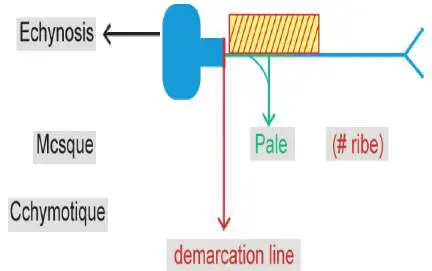 Echynosis
Mcsque
Pale
(# ribe)
Cchymotique
demarcation line